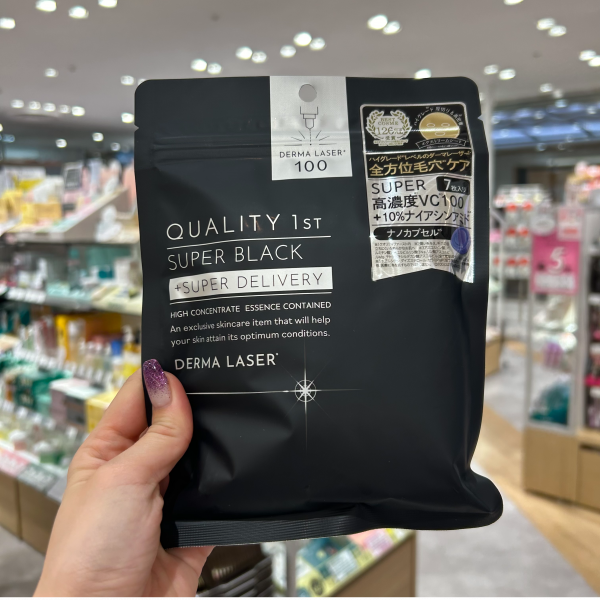 DERMA LASER*
100
QUALITY 1ST
SUPER BLACK
+SUPER DELIVERY
HIGH CONCENTRATE ESSENCE CONTAINED
An exclusive skincare item that will help
your skin attain its optimum conditions.
DERMA LASER*
BEST
ハイグレードレベルのダーマレーザー
全方位毛穴*ケア
SUPER 7枚入り
高濃度VC100
+10%ナイアシンアミド
ナノカプセル